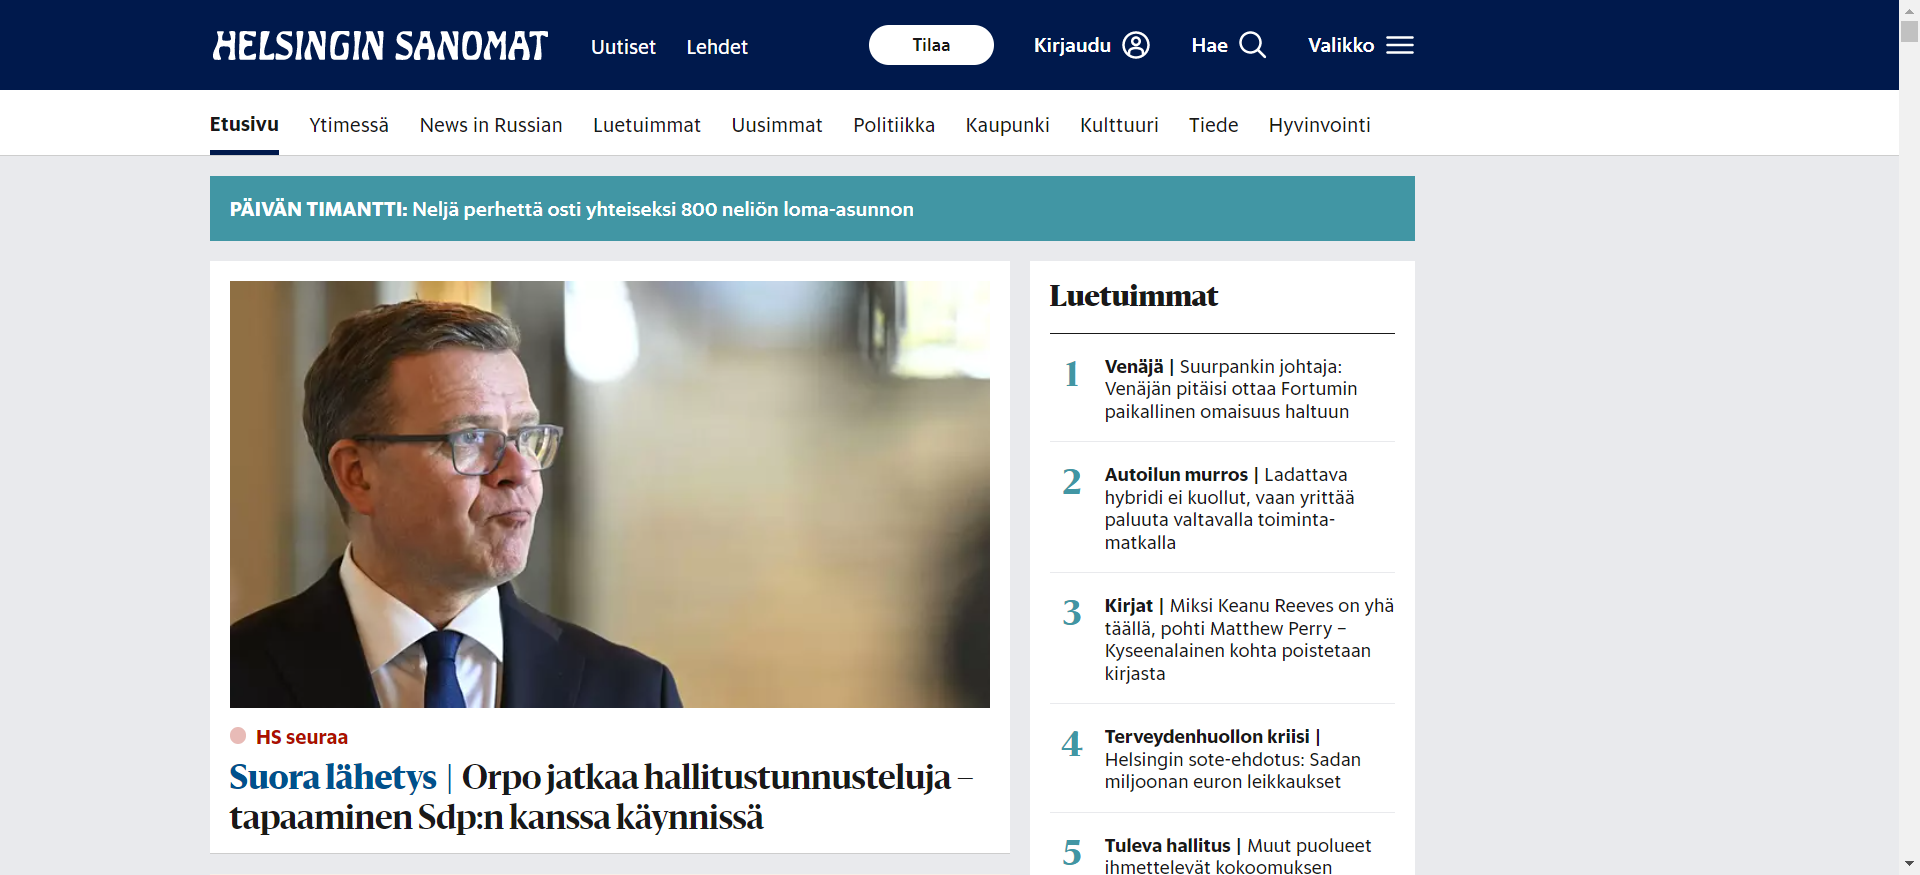 HELSINGIN SANOMAT
Uutiset
Lehdet
Tilaa
Kirjaudu
Hae
Valikko
Etusivu
Ytimessä
News in Russian
Luetuimmat
Uusimmat
Politiikka
Kaupunki
Kulttuuri
Tiede
Hyvinvointi
PÄIVÄN TIMANTTI: Neljä perhettä osti yhteiseksi 800 neliön loma-asunnon
HS seuraa
Suora lähetys | Orpo jatkaa hallitustunnusteluja –
tapaaminen Sdp:n kanssa käynnissä
Luetuimmat
1
Venäjä | Suurpankin johtaja:
Venäjän pitäisi ottaa Fortumin
paikallinen omaisuus haltuun
2
Autoilun murros | Ladattava
hybridi ei kuollut, vaan yrittää
paluuta valtavalla toiminta-
matkalla
3
Kirjat | Miksi Keanu Reeves on yhä
täällä, pohti Matthew Perry –
Kyseenalainen kohta poistetaan
kirjasta
4
Terveydenhuollon kriisi |
Helsingin sote-ehdotus: Sadan
miljoonan euron leikkaukset
5
Tuleva hallitus | Muut puolueet
ihmettelevät kokoomuksen